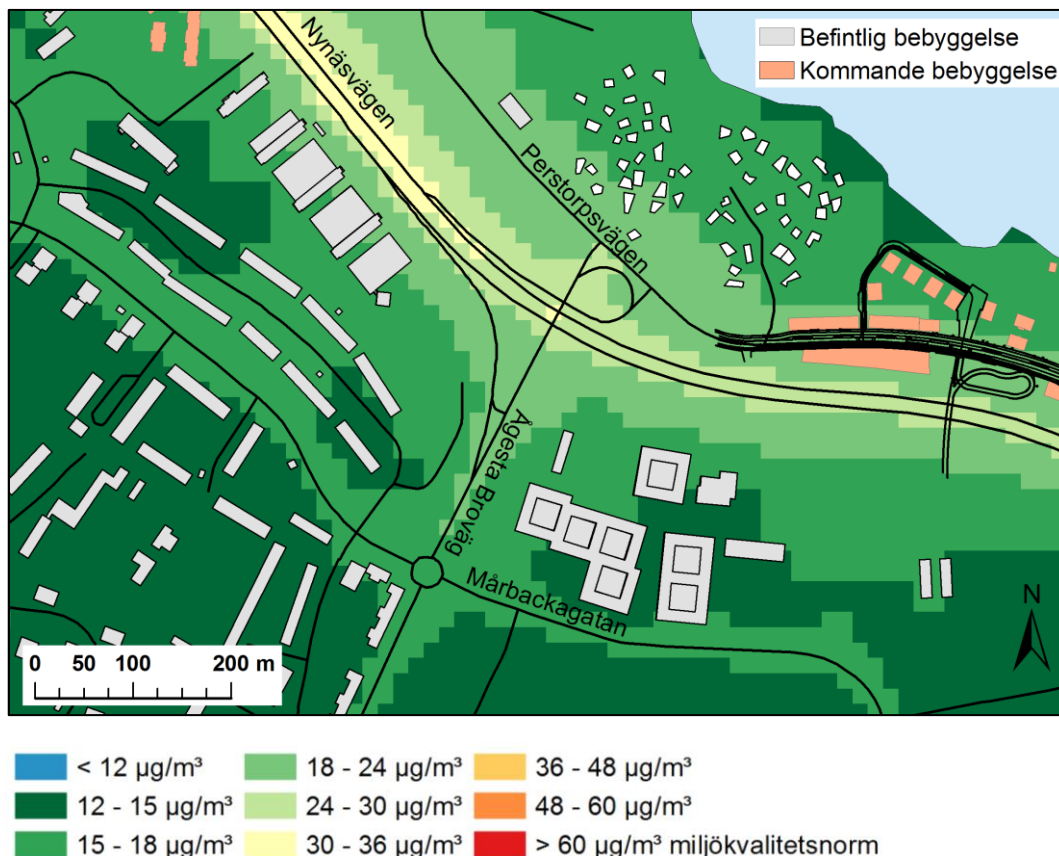 Nynäsvägen
Befintlig bebyggelse
Kommande bebyggelse
Perstorpsvägen
Ågesta Broväg
Mårbackagatan
N
0 50 100 200 m
< 12 µg/m³ 18 - 24 µg/m³ 36 - 48 µg/m³
12 - 15 µg/m³ 24 - 30 µg/m³ 48 - 60 µg/m³
15 - 18 µg/m³ 30 - 36 µg/m³ > 60 µg/m³ miljökvalitetsnorm